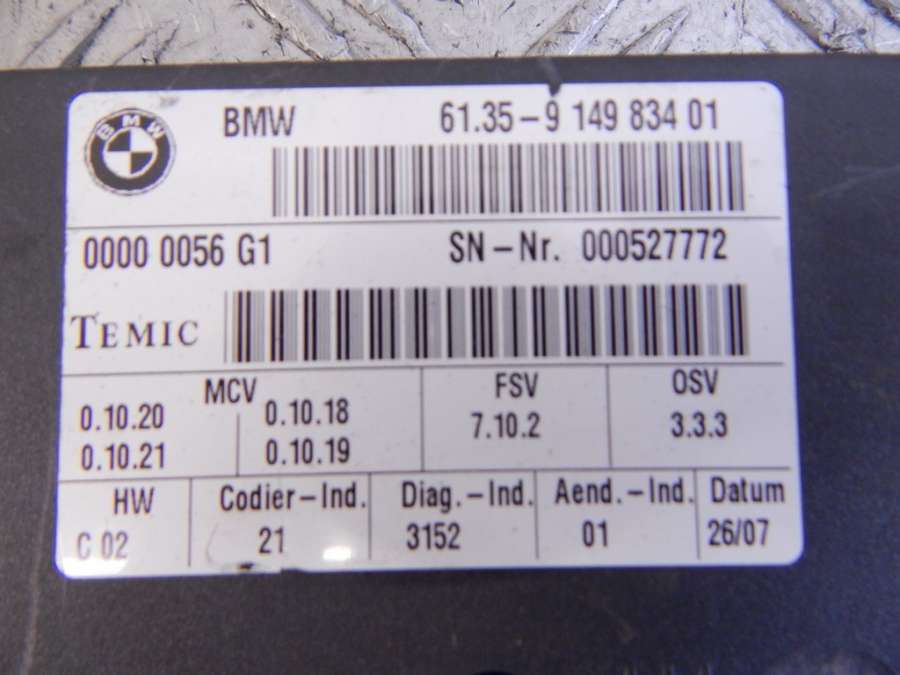 BMW
BMW 61.35-9 149 834 01
0000 0056 G1 SN-Nr. 000527772
TEMIC
MCV FSV OSV
0.10.20 0.10.18 7.10.2 3.3.3
0.10.21 0.10.19
HW Codier-Ind. Diag.-Ind. Aend.-Ind. Datum
C 02 21 3152 01 26/07